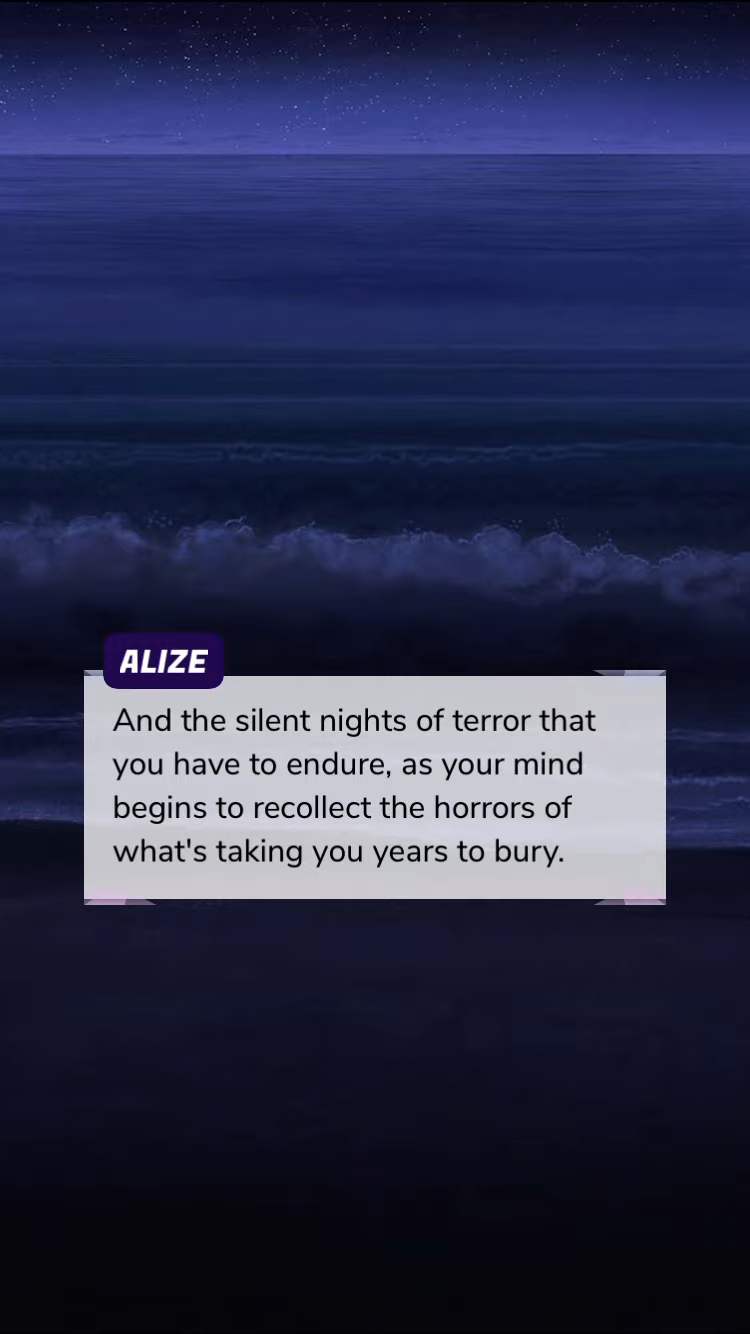 ALIZE
And the silent nights of terror that
you have to endure, as your mind
begins to recollect the horrors of
what's taking you years to bury.